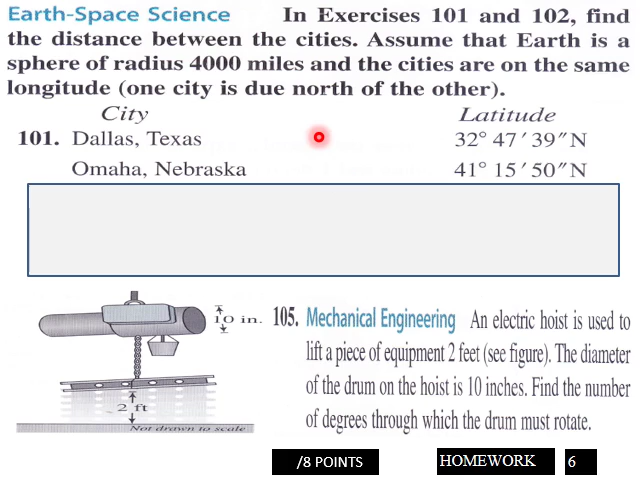 Earth-Space Science In Exercises 101 and 102, find
the distance between the cities. Assume that Earth is a
sphere of radius 4000 miles and the cities are on the same
longitude (one city is due north of the other).
City Latitude
101. Dallas, Texas 32° 47′ 39″ N
Omaha, Nebraska 41° 15′ 50″ N
10 in.
2 ft
Not drawn to scale
105. Mechanical Engineering An electric hoist is used to
lift a piece of equipment 2 feet (see figure). The diameter
of the drum on the hoist is 10 inches. Find the number
of degrees through which the drum must rotate.
/8 POINTS HOMEWORK 6